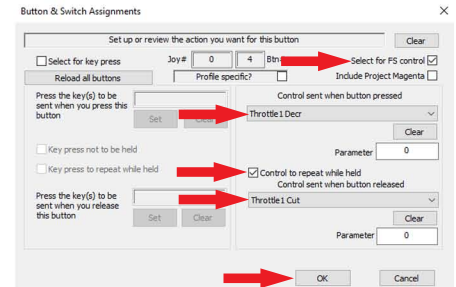 Button & Switch Assignments
Set up or review the action you want for this button
Clear
Select for key press
Joy#
0
4
Btn
Select for FS control
Reload all buttons
Profile specific?
Include Project Magenta
Press the key(s) to be
sent when you press this
button
Set
Clear
Key press not to be held
Key press to repeat while held
Press the key(s) to be
sent when you release
this button
Set
Clear
Control sent when button pressed
Throttle1 Decr
Clear
Parameter
0
Control to repeat while held
Control sent when button released
Throttle1 Cut
Clear
Parameter
0
OK
Cancel